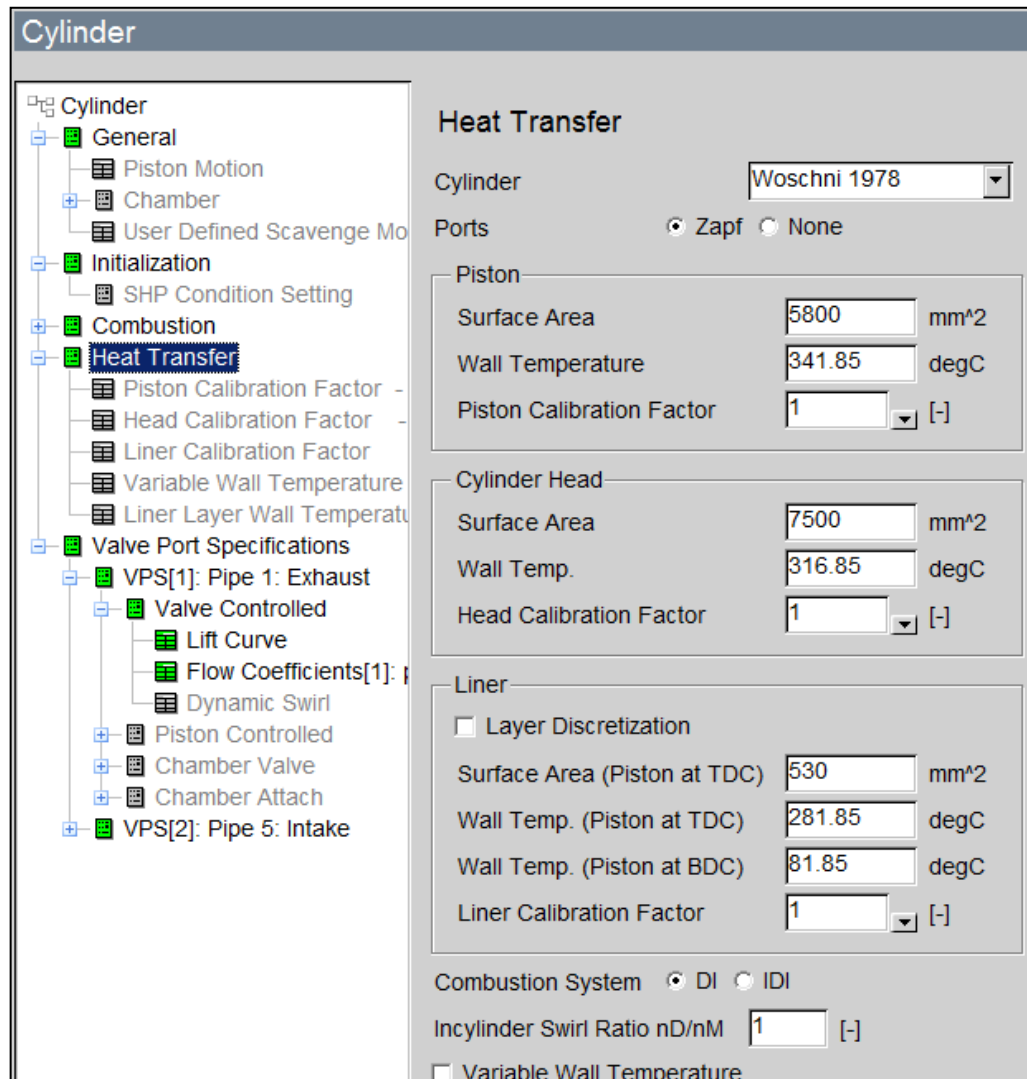 Cylinder
Cylinder
General
Piston Motion
Chamber
User Defined Scavenge Mo
Initialization
SHP Condition Setting
Combustion
Heat Transfer
Piston Calibration Factor -
Head Calibration Factor -
Liner Calibration Factor
Variable Wall Temperature
Liner Layer Wall Temperatu
Valve Port Specifications
VPS[1]: Pipe 1: Exhaust
Valve Controlled
Lift Curve
Flow Coefficients[1]: p
Dynamic Swirl
Piston Controlled
Chamber Valve
Chamber Attach
VPS[2]: Pipe 5: Intake
Heat Transfer
Cylinder Woschni 1978
Ports Zapf None
Piston
Surface Area 5800 mm^2
Wall Temperature 341.85 degC
Piston Calibration Factor 1 [-]
Cylinder Head
Surface Area 7500 mm^2
Wall Temp. 316.85 degC
Head Calibration Factor 1 [-]
Liner
Layer Discretization
Surface Area (Piston at TDC) 530 mm^2
Wall Temp. (Piston at TDC) 281.85 degC
Wall Temp. (Piston at BDC) 81.85 degC
Liner Calibration Factor 1 [-]
Combustion System DI IDI
Incylinder Swirl Ratio nD/nM 1 [-]
Variable Wall Temperature